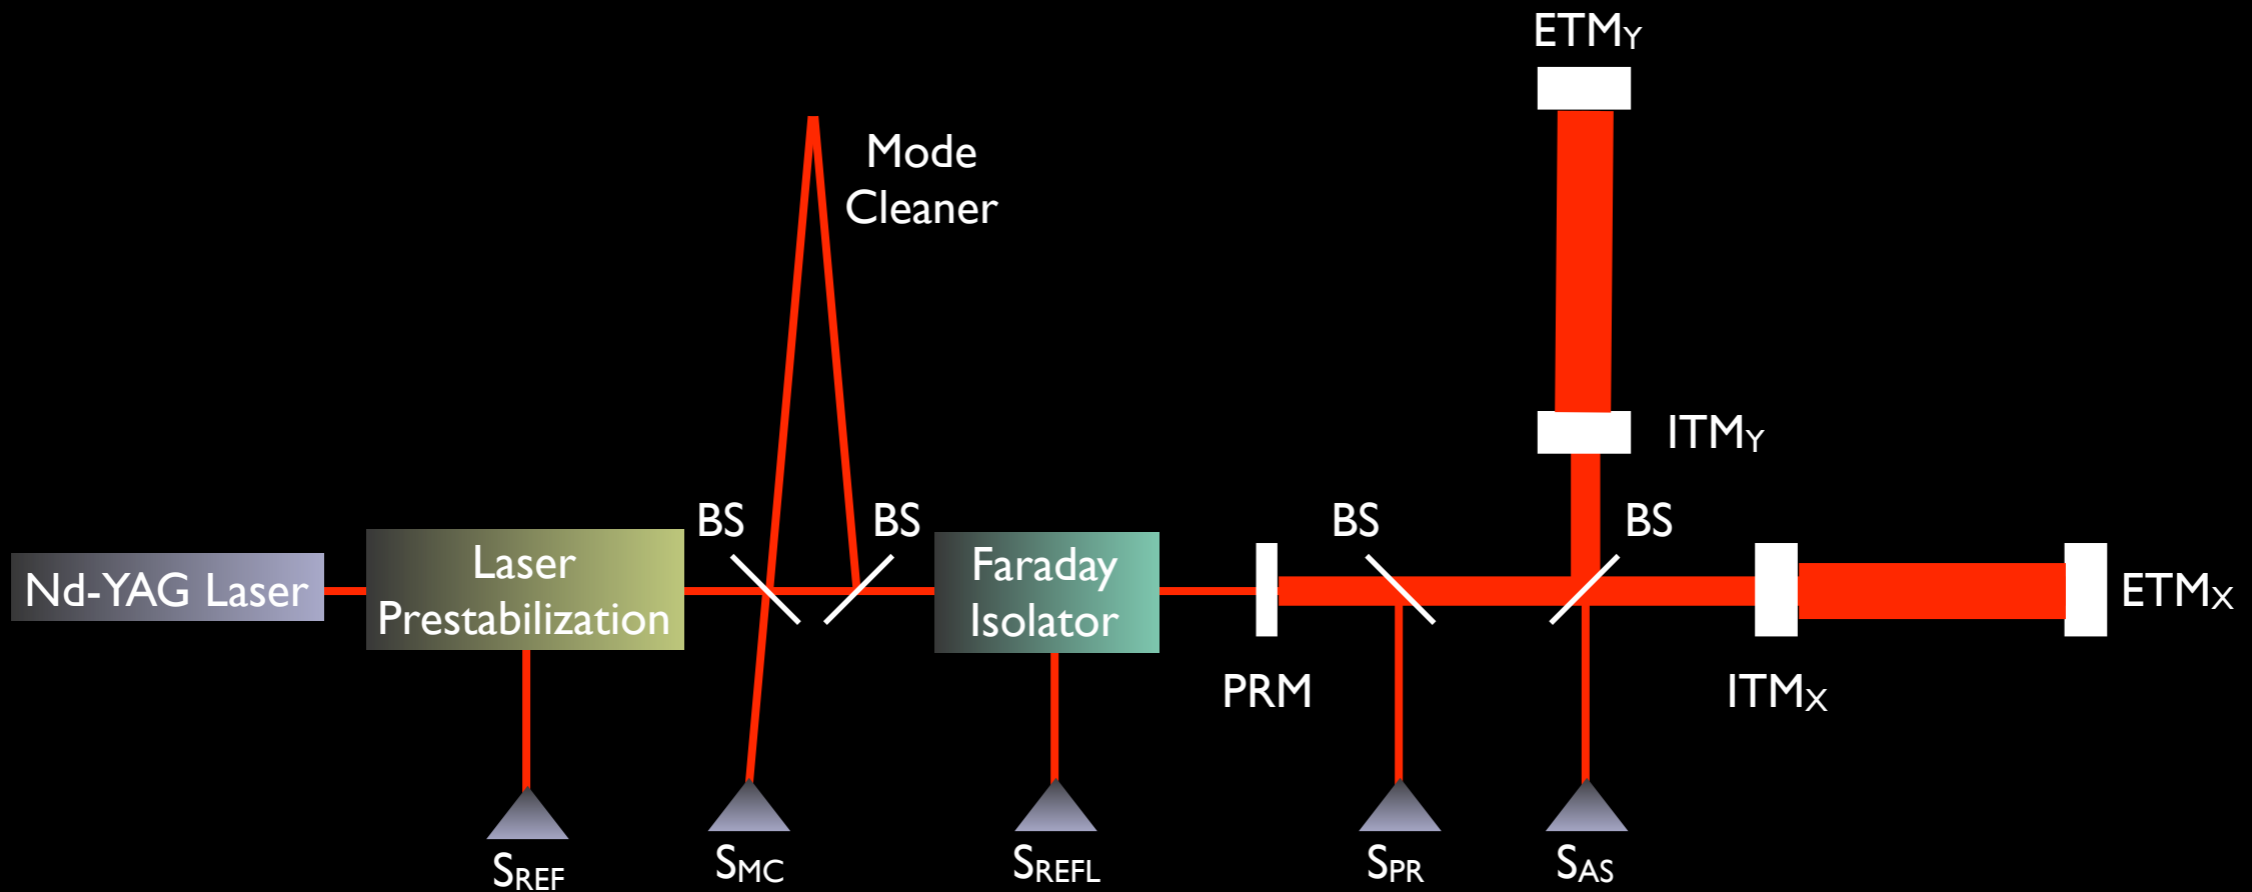 ETMY
Mode
Cleaner
ITMY
BS
BS
BS
BS
Nd-YAG Laser
Laser
Prestabilization
Faraday
Isolator
ETMX
PRM
ITMX
SREF
SMC
SREFL
SPR
SAS